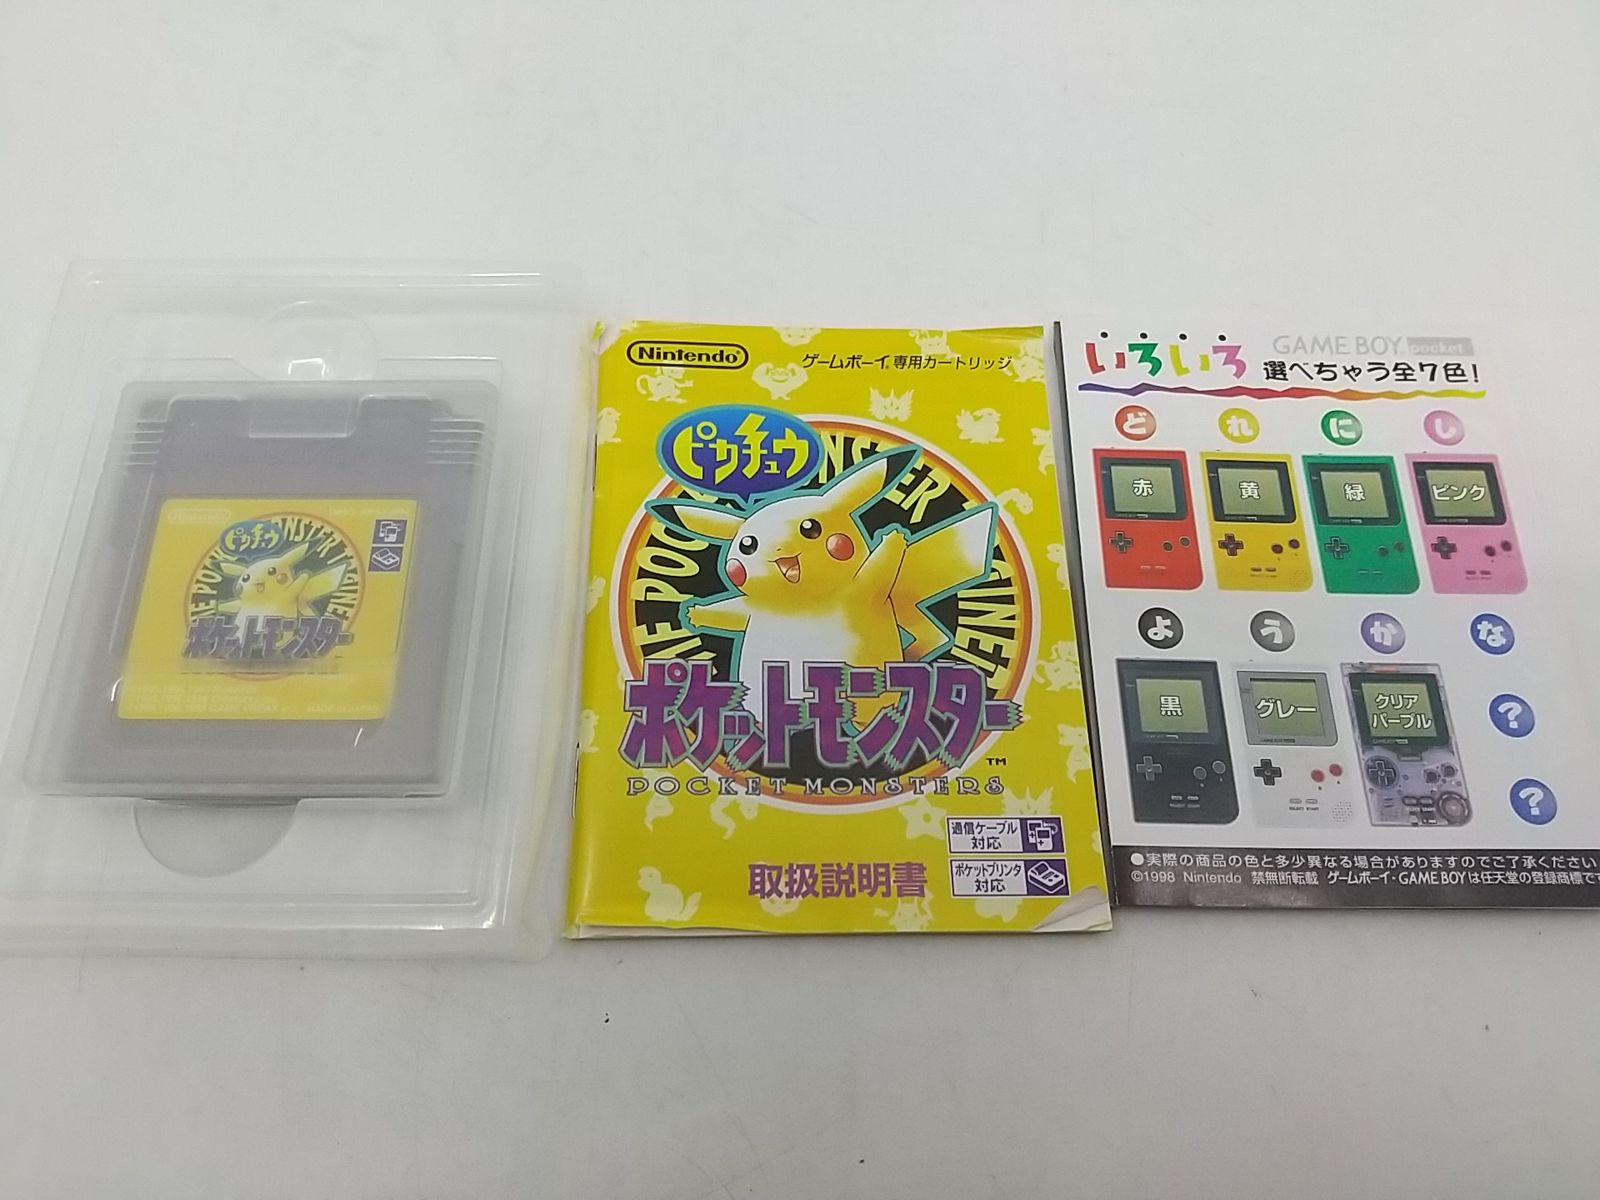 Nintendo
ピカチュウ
ポケットモンスター
MADE IN JAPAN
Nintendo
ゲームボーイ専用カートリッジ
ピカチュウ
ポケットモンスター
TM
POCKET MONSTERS
通信ケーブル
対応
ポケットプリンタ
対応
取扱説明書
いろいろ
GAME BOY pocket
選べちゃう全7色!
ど れ に し
赤 黄 緑 ピンク
よ う か な
黒 グレー クリア
パープル
?
?
●実際の商品の色と多少異なる場合がありますのでご了承ください
©1998 Nintendo 禁無断転載 ゲームボーイ・GAME BOYは任天堂の登録商標です